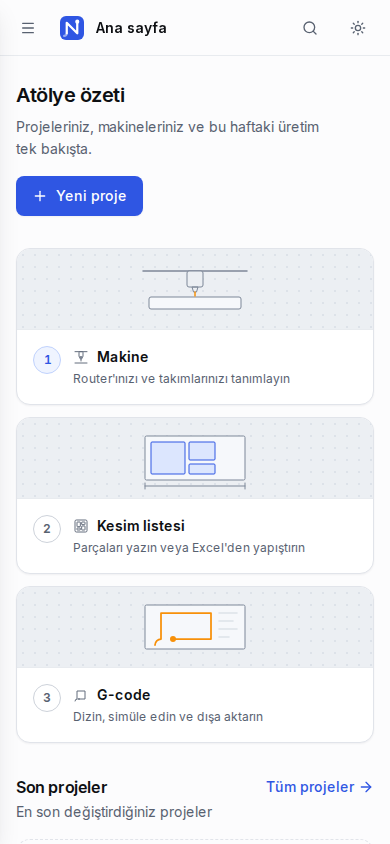 Ana sayfa
Atölye özeti
Projeleriniz, makineleriniz ve bu haftaki üretim
tek bakışta.
Yeni proje
1
Makine
Router'ınızı ve takımlarınızı tanımlayın
2
Kesim listesi
Parçaları yazın veya Excel'den yapıştırın
3
G-code
Dizin, simüle edin ve dışa aktarın
Son projeler
Tüm projeler
En son değiştirdiğiniz projeler